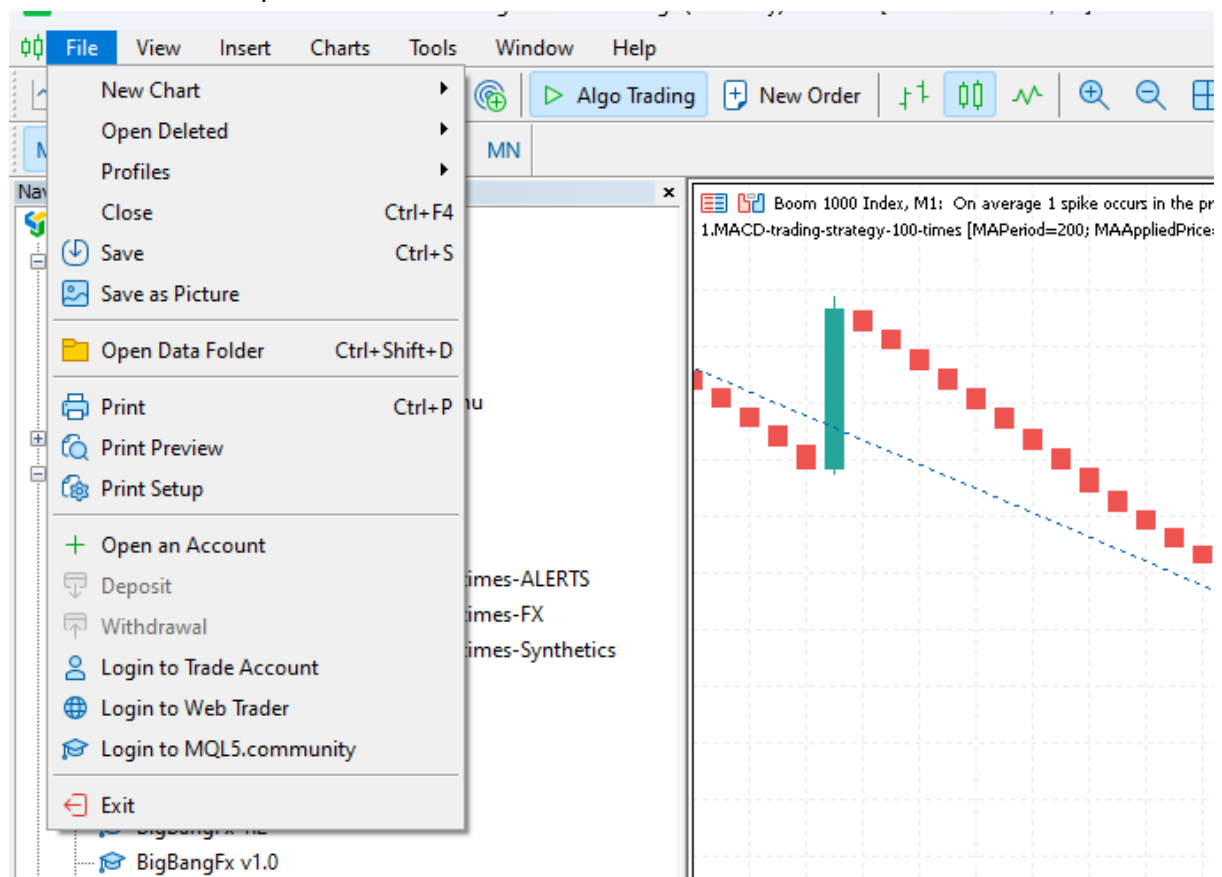 File View Insert Charts Tools Window Help
New Chart
Open Deleted
Profiles
Close Ctrl+F4
Save Ctrl+S
Save as Picture
Open Data Folder Ctrl+Shift+D
Print Ctrl+P
Print Preview
Print Setup
Open an Account
Deposit
Withdrawal
Login to Trade Account
Login to Web Trader
Login to MQL5.community
Exit
Algo Trading New Order
MN
Boom 1000 Index, M1: On average 1 spike occurs in the pr
1.MACD-trading-strategy-100-times [MAPeriod=200; MAAppliedPrice=
nu
times-ALERTS
times-FX
times-Synthetics
BigBangFx v1.0